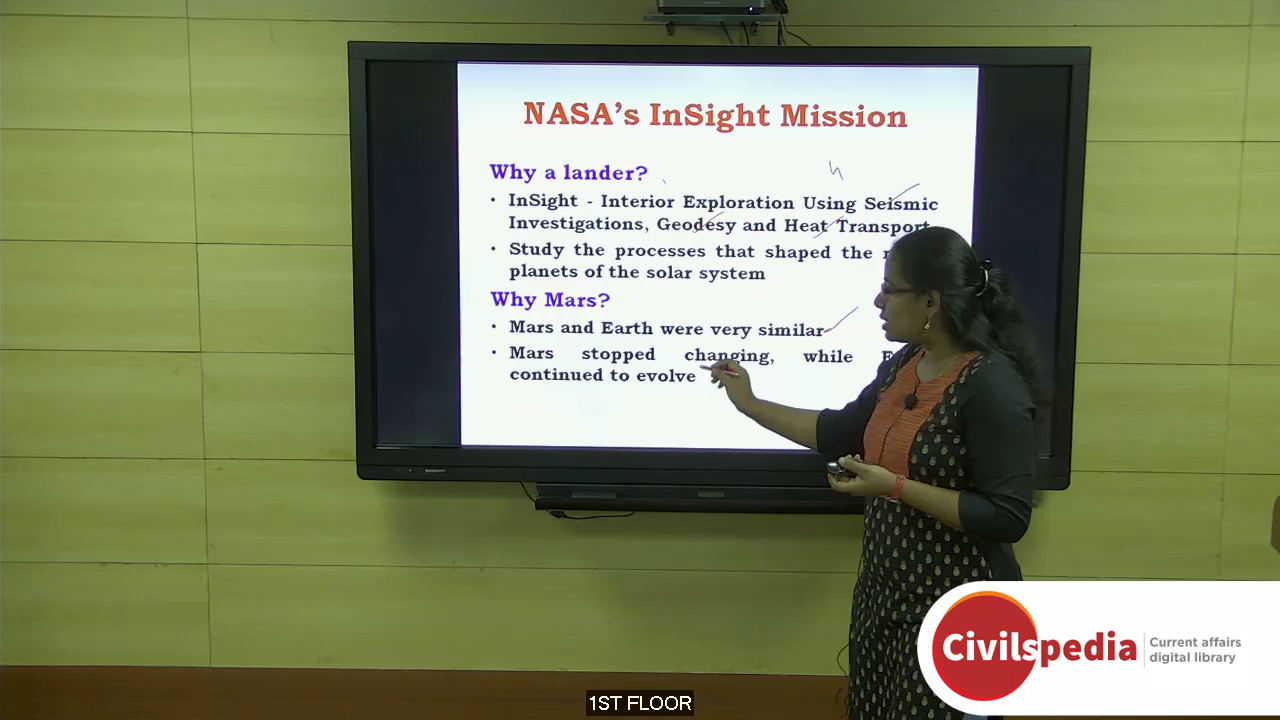 NASA's InSight Mission
Why a lander?
• InSight - Interior Exploration Using Seismic
Investigations, Geodesy and Heat Transport
• Study the processes that shaped the
planets of the solar system
Why Mars?
• Mars and Earth were very similar
• Mars stopped changing, while
continued to evolve
SHARP
Civilspedia
Current affairs
digital library
1ST FLOOR